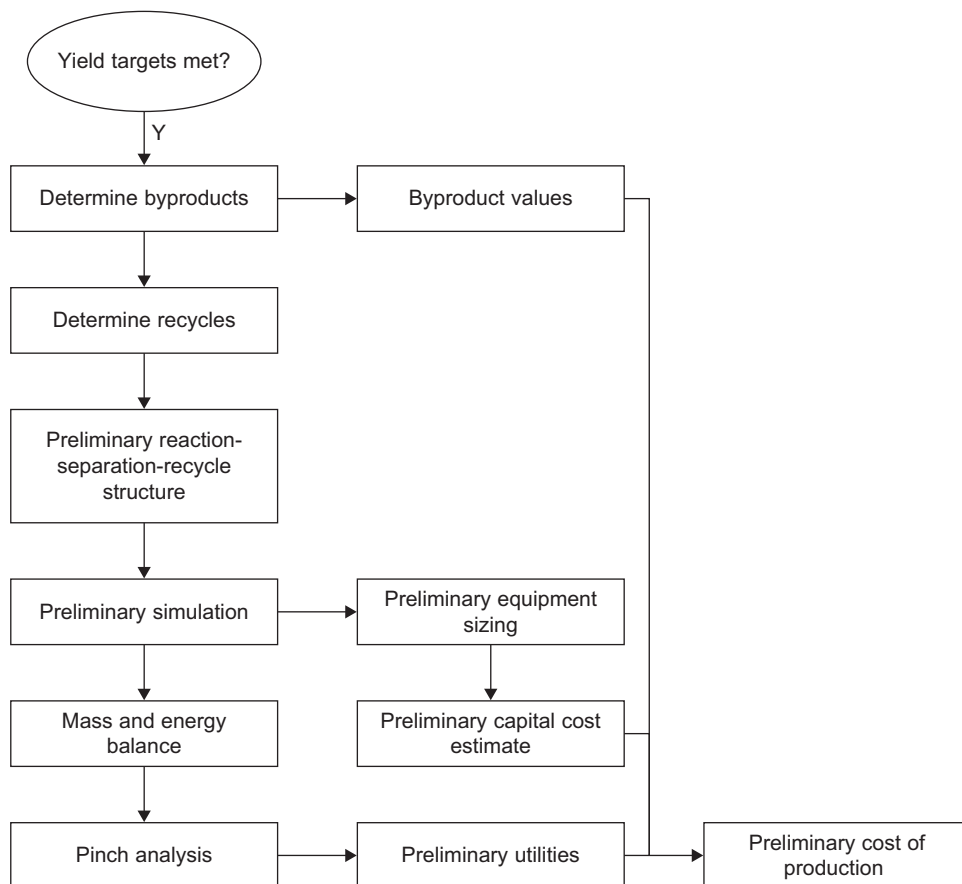 Yield targets met?
Y
Determine byproducts
Byproduct values
Determine recycles
Preliminary reaction-
separation-recycle
structure
Preliminary simulation
Preliminary equipment
sizing
Mass and energy
balance
Preliminary capital cost
estimate
Pinch analysis
Preliminary utilities
Preliminary cost of
production